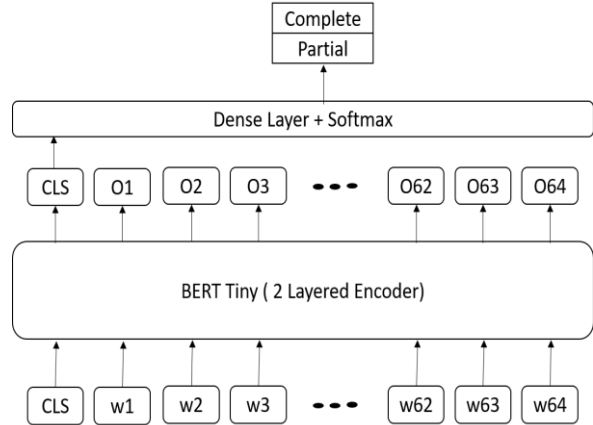 Complete
Partial
Dense Layer + Softmax
CLS O1 O2 O3 O62 O63 O64
BERT Tiny ( 2 Layered Encoder)
CLS w1 w2 w3 w62 w63 w64